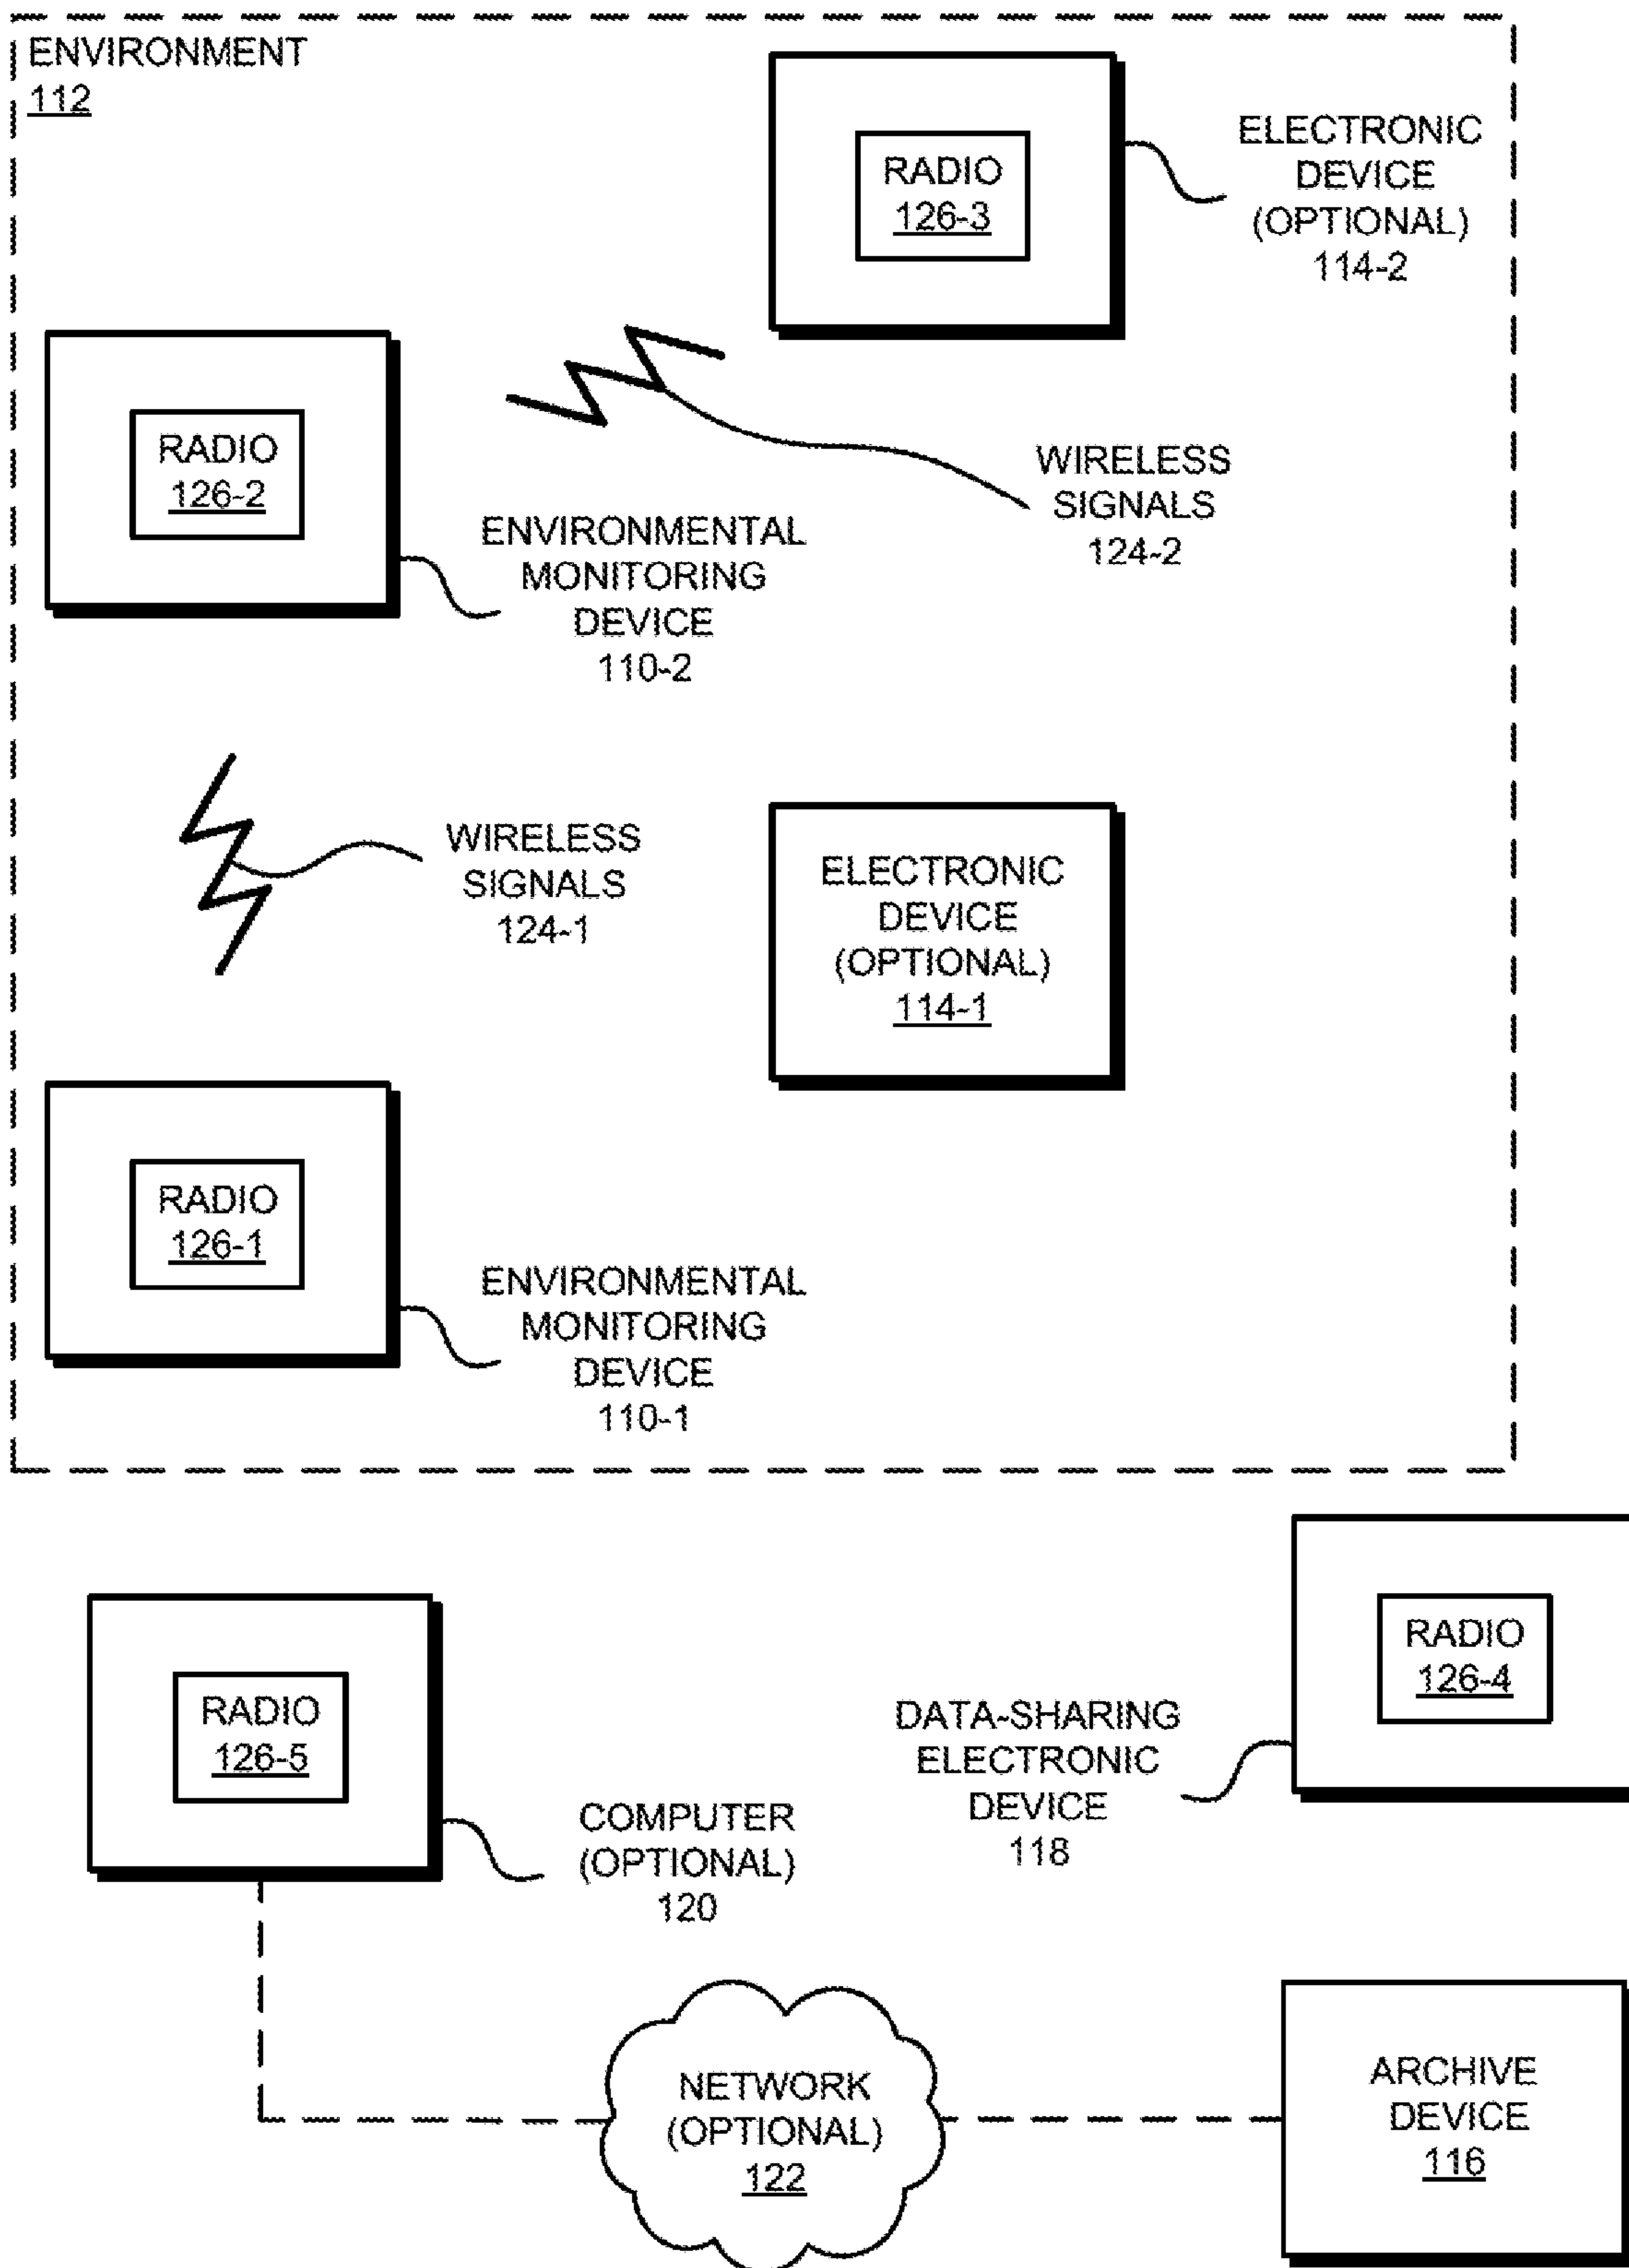 ENVIRONMENT
112
RADIO
126-3
ELECTRONIC
DEVICE
(OPTIONAL)
114-2
RADIO
126-2
ENVIRONMENTAL
MONITORING
DEVICE
110-2
WIRELESS
SIGNALS
124-2
WIRELESS
SIGNALS
124-1
ELECTRONIC
DEVICE
(OPTIONAL)
114-1
RADIO
126-1
ENVIRONMENTAL
MONITORING
DEVICE
110-1
RADIO
126-4
DATA-SHARING
ELECTRONIC
DEVICE
118
RADIO
126-5
COMPUTER
(OPTIONAL)
120
NETWORK
(OPTIONAL)
122
ARCHIVE
DEVICE
116